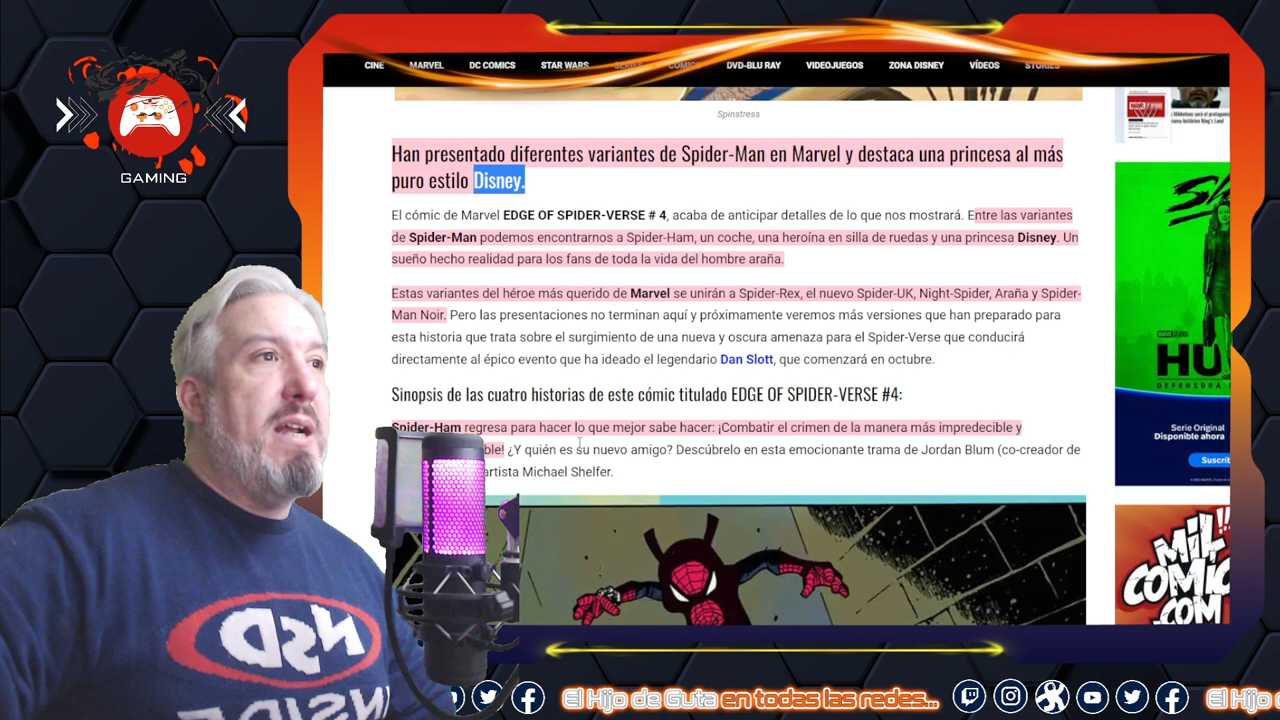 CINE MARVEL DC COMICS STAR WARS SERIES COMICS DVD-BLU RAY VIDEOJUEGOS ZONA DISNEY VÍDEOS STORIES
GAMING
Spinstress
Han presentado diferentes variantes de Spider-Man en Marvel y destaca una princesa al más
puro estilo Disney.
El cómic de Marvel EDGE OF SPIDER-VERSE # 4, acaba de anticipar detalles de lo que nos mostrará. Entre las variantes
de Spider-Man podemos encontrarnos a Spider-Ham, un coche, una heroína en silla de ruedas y una princesa Disney. Un
sueño hecho realidad para los fans de toda la vida del hombre araña.
Estas variantes del héroe más querido de Marvel se unirán a Spider-Rex, el nuevo Spider-UK, Night-Spider, Araña y Spider-
Man Noir. Pero las presentaciones no terminan aquí y próximamente veremos más versiones que han preparado para
esta historia que trata sobre el surgimiento de una nueva y oscura amenaza para el Spider-Verse que conducirá
directamente al épico evento que ha ideado el legendario Dan Slott, que comenzará en octubre.
Sinopsis de las cuatro historias de este cómic titulado EDGE OF SPIDER-VERSE #4:
Spider-Ham regresa para hacer lo que mejor sabe hacer: ¡Combatir el crimen de la manera más impredecible y
ble! ¿Y quién es su nuevo amigo? Descúbrelo en esta emocionante trama de Jordan Blum (co-creador de
artista Michael Shelfer.
HU
DEFENSORA
Serie Original
Disponible ahora
Suscríb
MIL
COMIC
.COM
NSD
INSIDE
El Hijo de Guta en todas las redes...
El Hijo